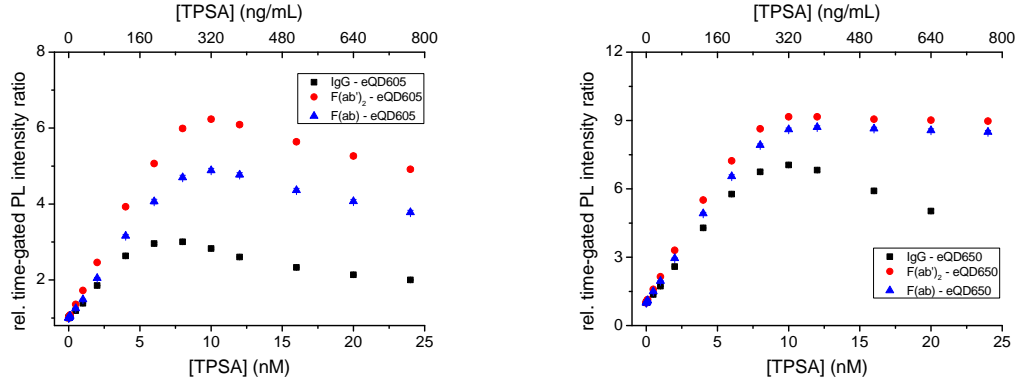 [TPSA] (ng/mL)
0 160 320 480 640 800
rel. time-gated PL intensity ratio
8
6
4
2
IgG - eQD605
F(ab')₂ - eQD605
F(ab) - eQD605
0 5 10 15 20 25
[TPSA] (nM)
[TPSA] (ng/mL)
0 160 320 480 640 800
rel. time-gated PL intensity ratio
12
9
6
3
0
IgG - eQD650
F(ab')₂ - eQD650
F(ab) - eQD650
0 5 10 15 20 25
[TPSA] (nM)